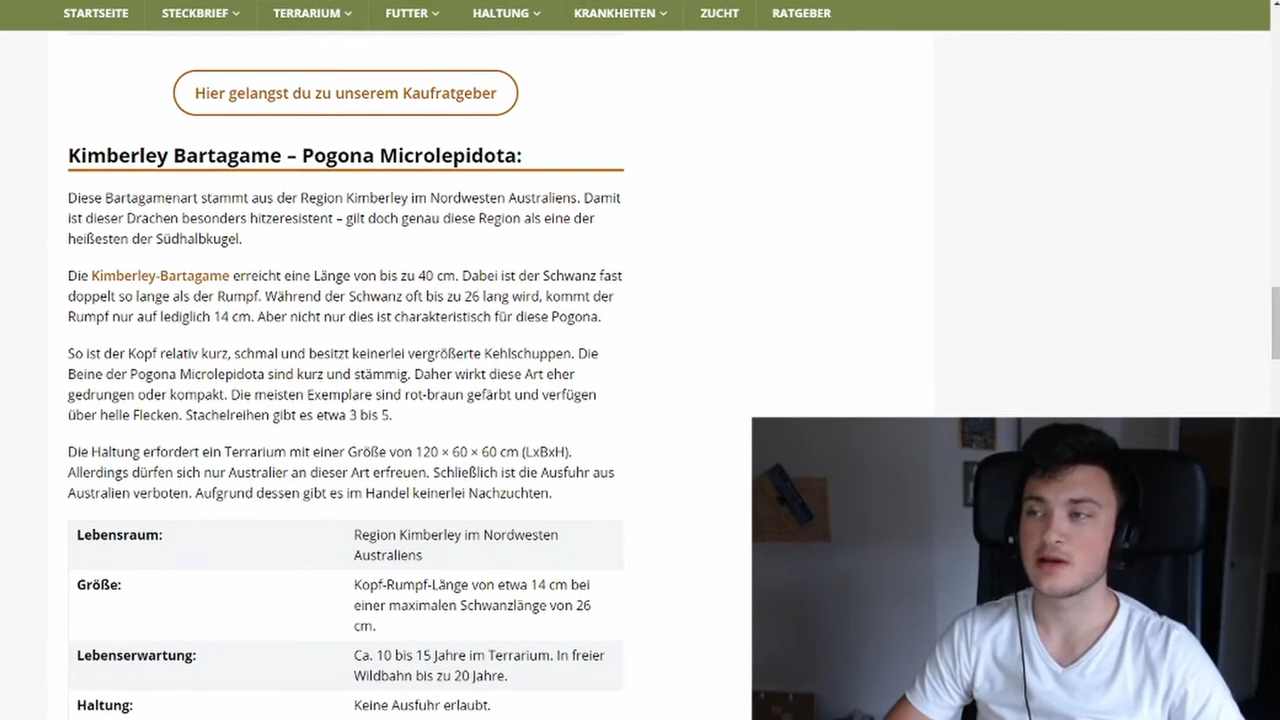 STARTSEITE STECKBRIEF TERRARIUM FUTTER HALTUNG KRANKHEITEN ZUCHT RATGEBER
Hier gelangst du zu unserem Kaufratgeber
Kimberley Bartagame – Pogona Microlepidota:
Diese Bartagamenart stammt aus der Region Kimberley im Nordwesten Australiens. Damit
ist dieser Drachen besonders hitzeresistent – gilt doch genau diese Region als eine der
heißesten der Südhalbkugel.
Die Kimberley-Bartagame erreicht eine Länge von bis zu 40 cm. Dabei ist der Schwanz fast
doppelt so lange als der Rumpf. Während der Schwanz oft bis zu 26 lang wird, kommt der
Rumpf nur auf lediglich 14 cm. Aber nicht nur dies ist charakteristisch für diese Pogona.
So ist der Kopf relativ kurz, schmal und besitzt keinerlei vergrößerte Kehlschuppen. Die
Beine der Pogona Microlepidota sind kurz und stämmig. Daher wirkt diese Art eher
gedrungen oder kompakt. Die meisten Exemplare sind rot-braun gefärbt und verfügen
über helle Flecken. Stachelreihen gibt es etwa 3 bis 5.
Die Haltung erfordert ein Terrarium mit einer Größe von 120 × 60 × 60 cm (LxBxH).
Allerdings dürfen sich nur Australier an dieser Art erfreuen. Schließlich ist die Ausfuhr aus
Australien verboten. Aufgrund dessen gibt es im Handel keinerlei Nachzuchten.
Lebensraum: Region Kimberley im Nordwesten
Australiens
Größe: Kopf-Rumpf-Länge von etwa 14 cm bei
einer maximalen Schwanzlänge von 26
cm.
Lebenserwartung: Ca. 10 bis 15 Jahre im Terrarium. In freier
Wildbahn bis zu 20 Jahre.
Haltung: Keine Ausfuhr erlaubt.